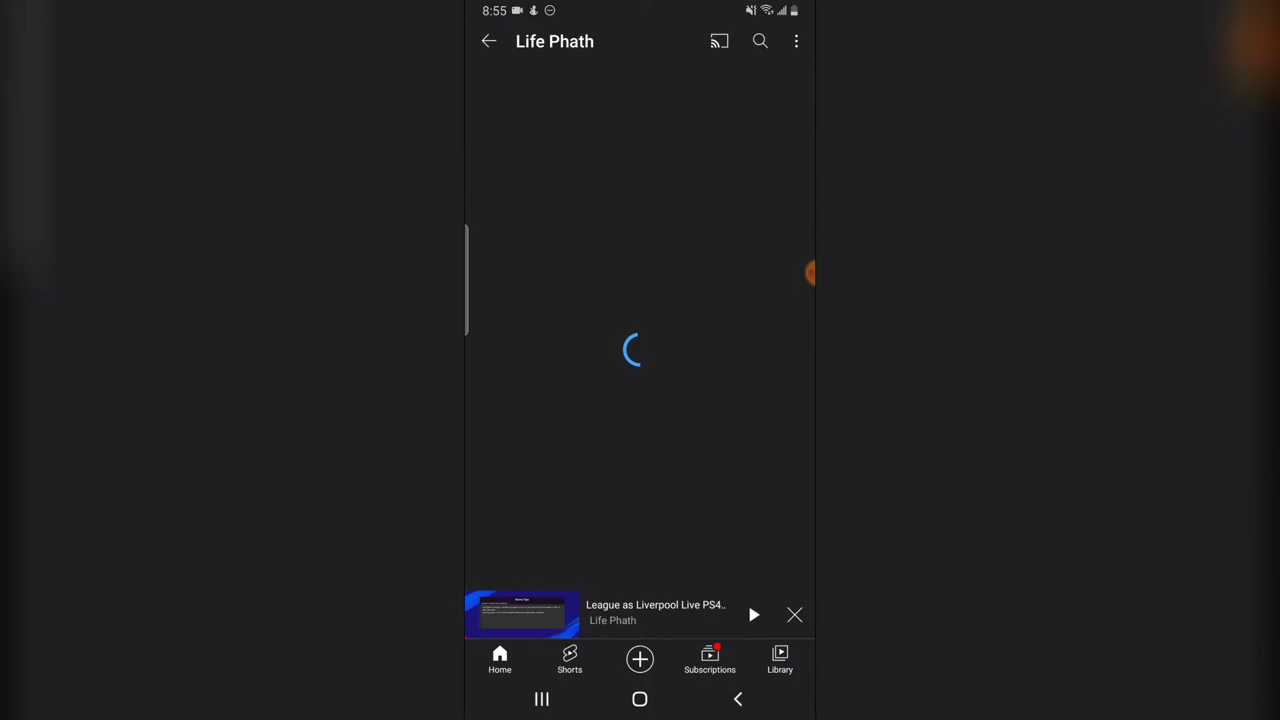 8:55
Life Phath
League as Liverpool Live PS4..
Life Phath
Home
Shorts
Subscriptions
Library